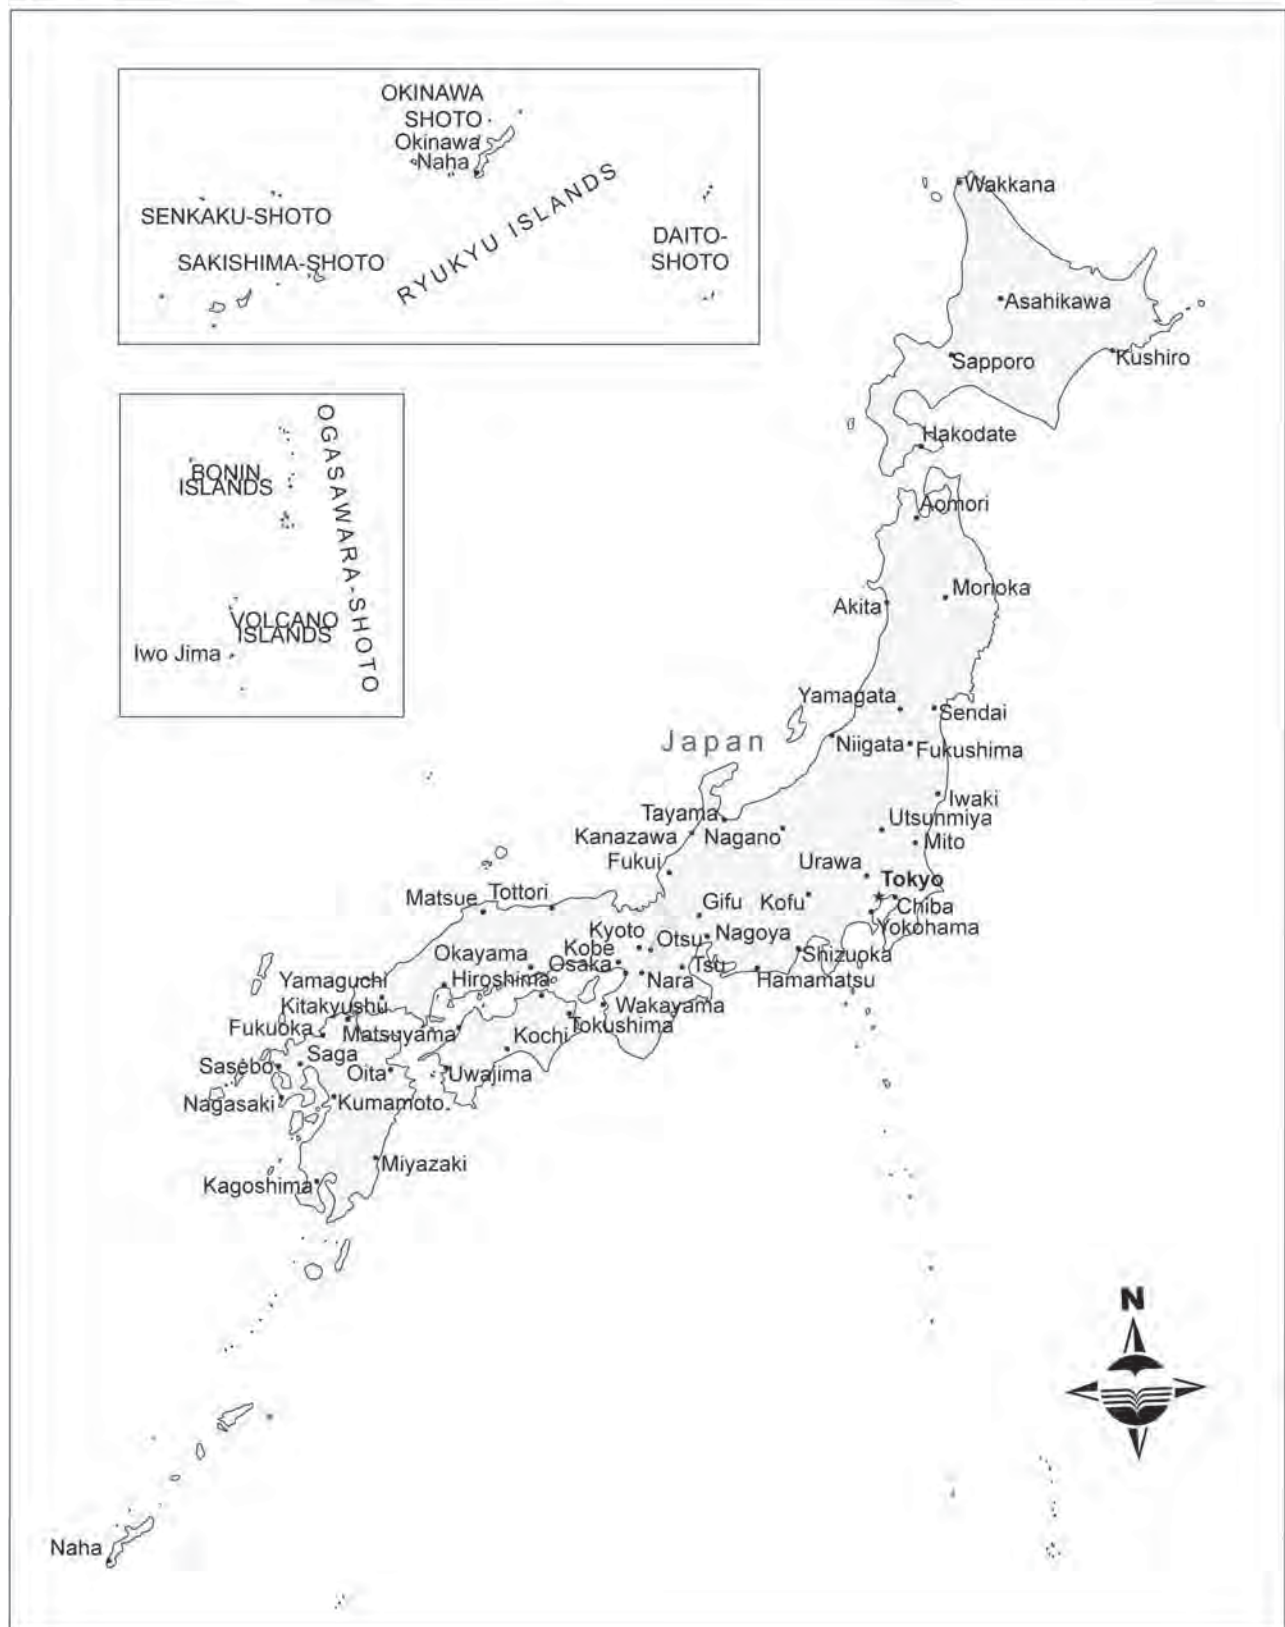 OKINAWA
SHOTO
Okinawa
Naha
SENKAKU-SHOTO
SAKISHIMA-SHOTO
RYUKYU ISLANDS
DAITO-
SHOTO
BONIN
ISLANDS
OGASAWARA-SHOTO
VOLCANO
ISLANDS
Iwo Jima
Wakkana
Asahikawa
Sapporo
Kushiro
Hakodate
Aomori
Akita
Morioka
Yamagata
Sendai
Japan
Niigata
Fukushima
Iwaki
Tayama
Utsunmiya
Kanazawa
Nagano
Mito
Fukui
Urawa
Tokyo
Matsue
Tottori
Gifu
Kofu
Chiba
Yokohama
Kyoto
Otsu
Nagoya
Okayama
Kobe
Shizuoka
Osaka
Tsu
Yamaguchi
Hiroshima
Nara
Hamamatsu
Kitakyushu
Wakayama
Fukuoka
Matsuyama
Kochi
Tokushima
Saga
Sasebo
Oita
Uwajima
Nagasaki
Kumamoto
Miyazaki
Kagoshima
N
Naha